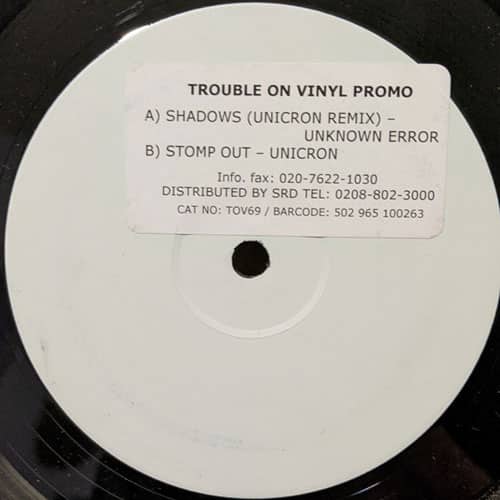 TROUBLE ON VINYL PROMO
A) SHADOWS (UNICRON REMIX) –
UNKNOWN ERROR
B) STOMP OUT – UNICRON
Info. fax: 020-7622-1030
DISTRIBUTED BY SRD TEL: 0208-802-3000
CAT NO: TOV69 / BARCODE: 502 965 100263